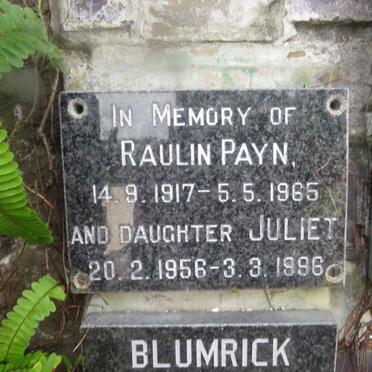 IN MEMORY OF
RAULIN PAYN,
14.9.1917-5.5.1965
AND DAUGHTER JULIET
20.2.1956-3.3.1996
BLUMRICK